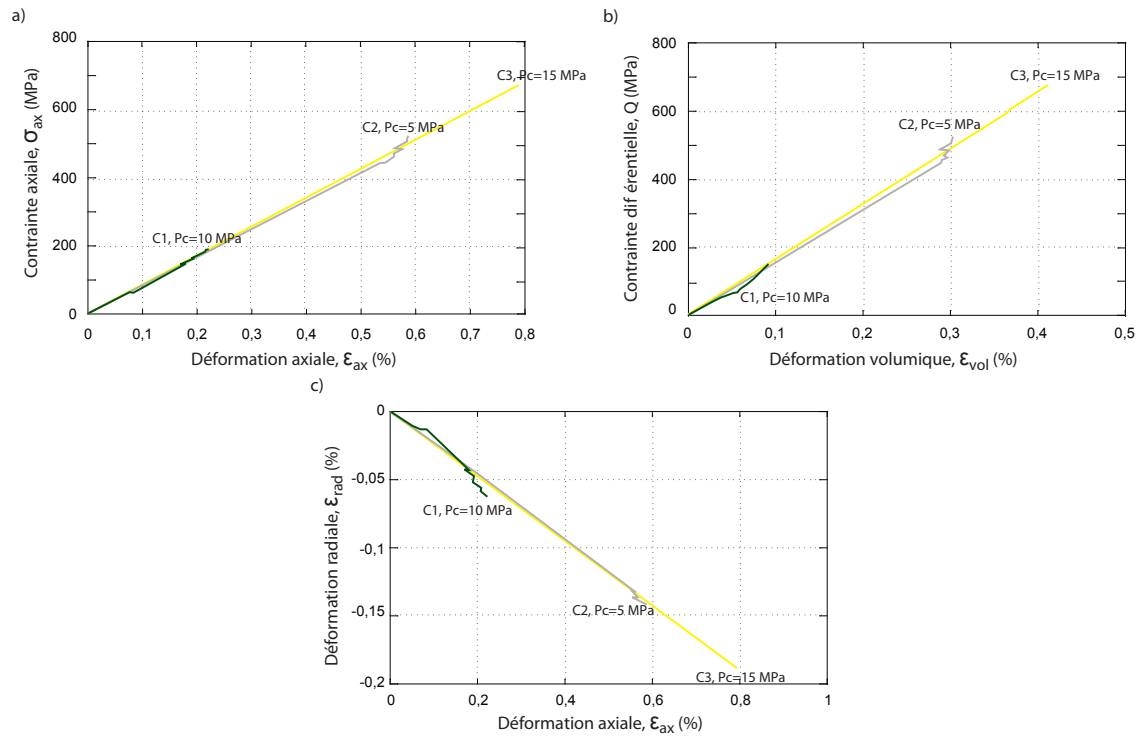 a)
800
600
400
200
0
0
0,1
0,2
0,3
0,4
0,5
0,6
0,7
0,8
Contrainte axiale, σax (MPa)
Déformation axiale, Ɛax (%)
C3, Pc=15 MPa
C2, Pc=5 MPa
C1, Pc=10 MPa
b)
800
600
400
200
0
0
0,1
0,2
0,3
0,4
0,5
Contrainte dif érentielle, Q (MPa)
Déformation volumique, Ɛvol (%)
C3, Pc=15 MPa
C2, Pc=5 MPa
C1, Pc=10 MPa
c)
0
-0,05
-0,1
-0,15
-0,2
0
0,2
0,4
0,6
0,8
1
Déformation radiale, Ɛrad (%)
Déformation axiale, Ɛax (%)
C1, Pc=10 MPa
C2, Pc=5 MPa
C3, Pc=15 MPa